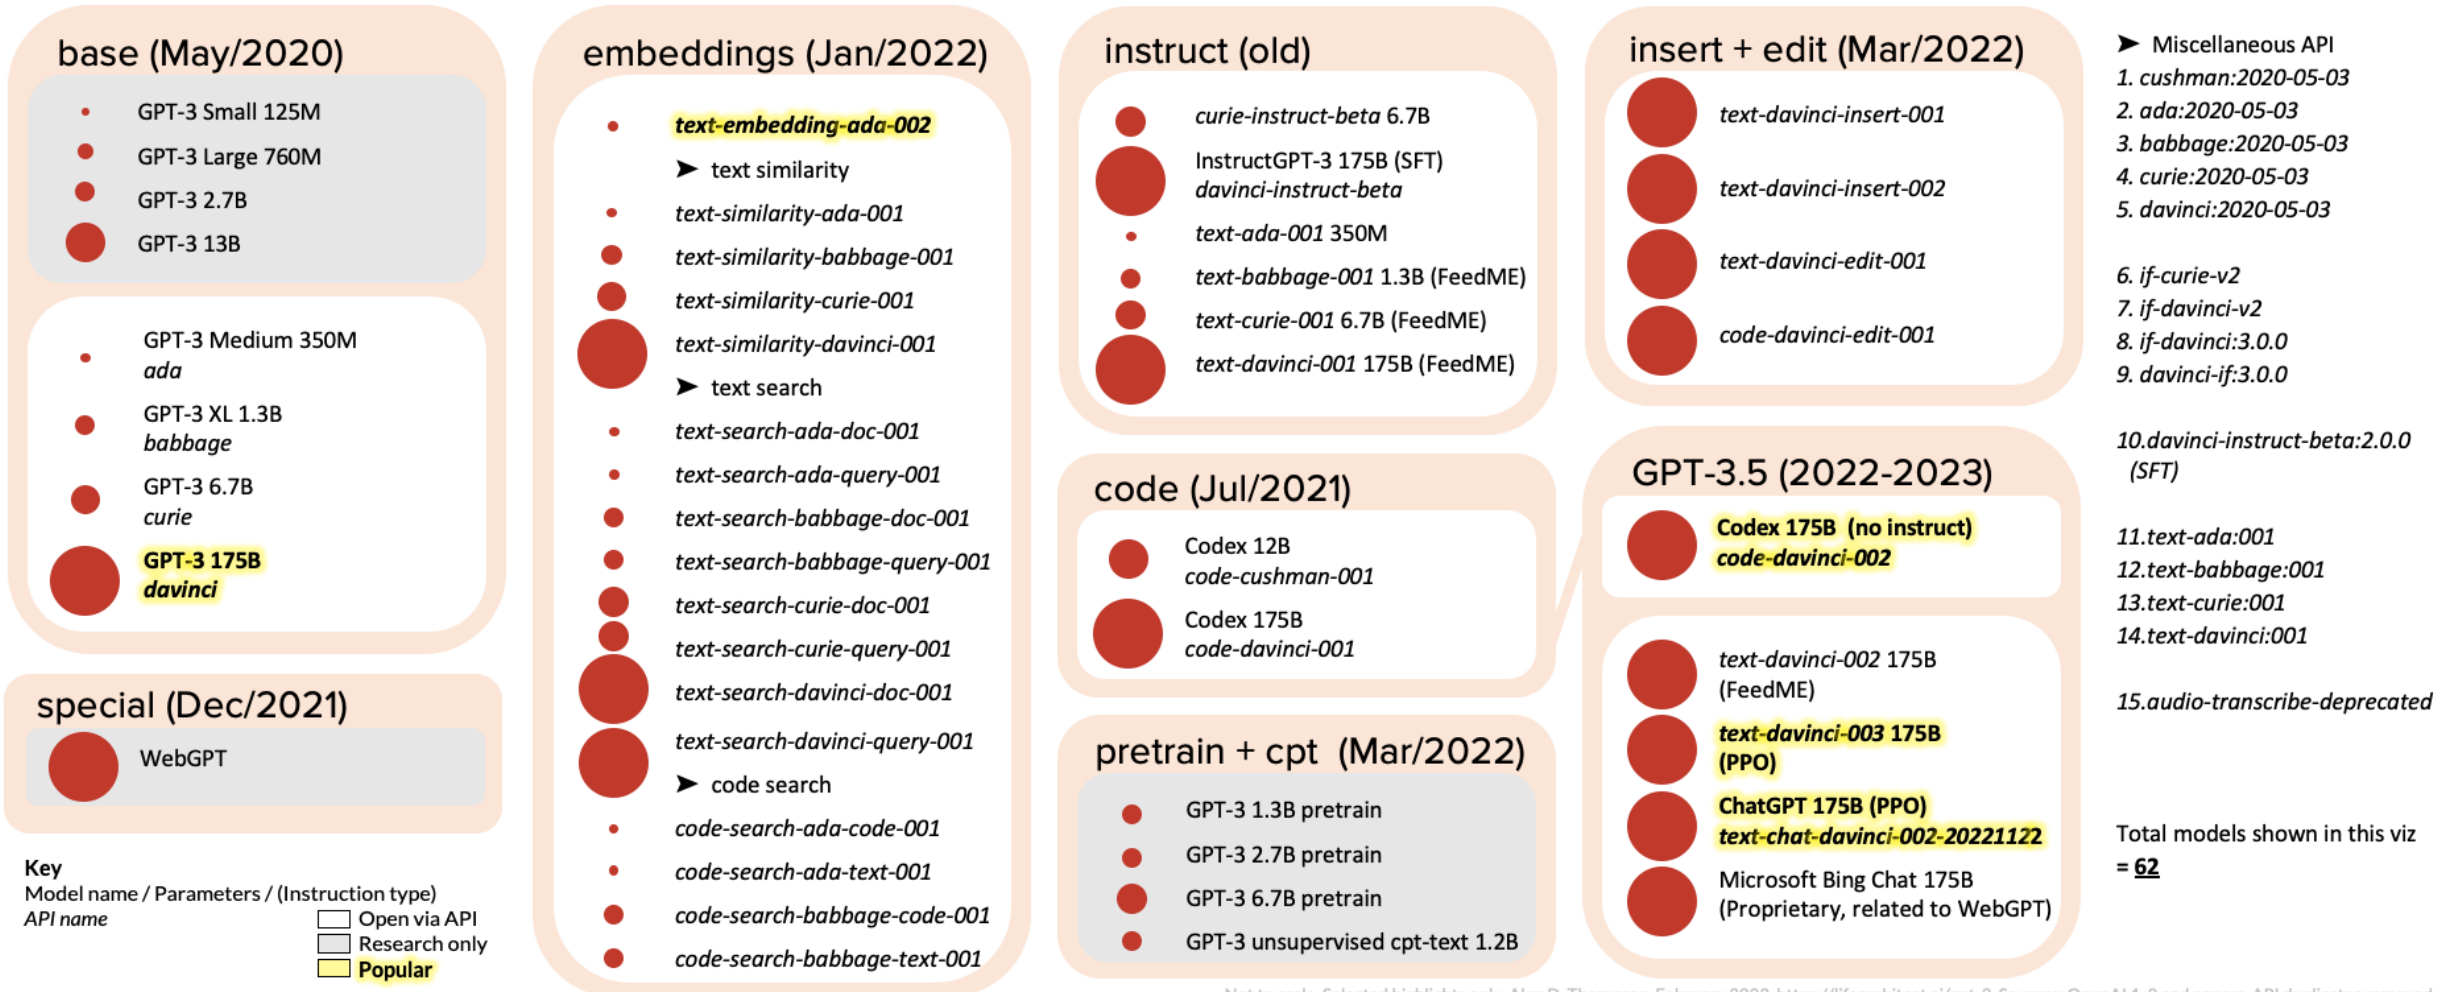 base (May/2020)
GPT-3 Small 125M
GPT-3 Large 760M
GPT-3 2.7B
GPT-3 13B
GPT-3 Medium 350M
ada
GPT-3 XL 1.3B
babbage
GPT-3 6.7B
curie
GPT-3 175B
davinci
special (Dec/2021)
WebGPT
Key
Model name / Parameters / (Instruction type)
API name
Open via API
Research only
Popular
embeddings (Jan/2022)
text-embedding-ada-002
➤ text similarity
text-similarity-ada-001
text-similarity-babbage-001
text-similarity-curie-001
text-similarity-davinci-001
➤ text search
text-search-ada-doc-001
text-search-ada-query-001
text-search-babbage-doc-001
text-search-babbage-query-001
text-search-curie-doc-001
text-search-curie-query-001
text-search-davinci-doc-001
text-search-davinci-query-001
➤ code search
code-search-ada-code-001
code-search-ada-text-001
code-search-babbage-code-001
code-search-babbage-text-001
instruct (old)
curie-instruct-beta 6.7B
InstructGPT-3 175B (SFT)
davinci-instruct-beta
text-ada-001 350M
text-babbage-001 1.3B (FeedME)
text-curie-001 6.7B (FeedME)
text-davinci-001 175B (FeedME)
code (Jul/2021)
Codex 12B
code-cushman-001
Codex 175B
code-davinci-001
pretrain + cpt (Mar/2022)
GPT-3 1.3B pretrain
GPT-3 2.7B pretrain
GPT-3 6.7B pretrain
GPT-3 unsupervised cpt-text 1.2B
insert + edit (Mar/2022)
text-davinci-insert-001
text-davinci-insert-002
text-davinci-edit-001
code-davinci-edit-001
GPT-3.5 (2022-2023)
Codex 175B (no instruct)
code-davinci-002
text-davinci-002 175B
(FeedME)
text-davinci-003 175B
(PPO)
ChatGPT 175B (PPO)
text-chat-davinci-002-20221122
Microsoft Bing Chat 175B
(Proprietary, related to WebGPT)
➤ Miscellaneous API
1. cushman:2020-05-03
2. ada:2020-05-03
3. babbage:2020-05-03
4. curie:2020-05-03
5. davinci:2020-05-03
6. if-curie-v2
7. if-davinci-v2
8. if-davinci:3.0.0
9. davinci-if:3.0.0
10.davinci-instruct-beta:2.0.0
(SFT)
11.text-ada:001
12.text-babbage:001
13.text-curie:001
14.text-davinci:001
15.audio-transcribe-deprecated
Total models shown in this viz
= 62